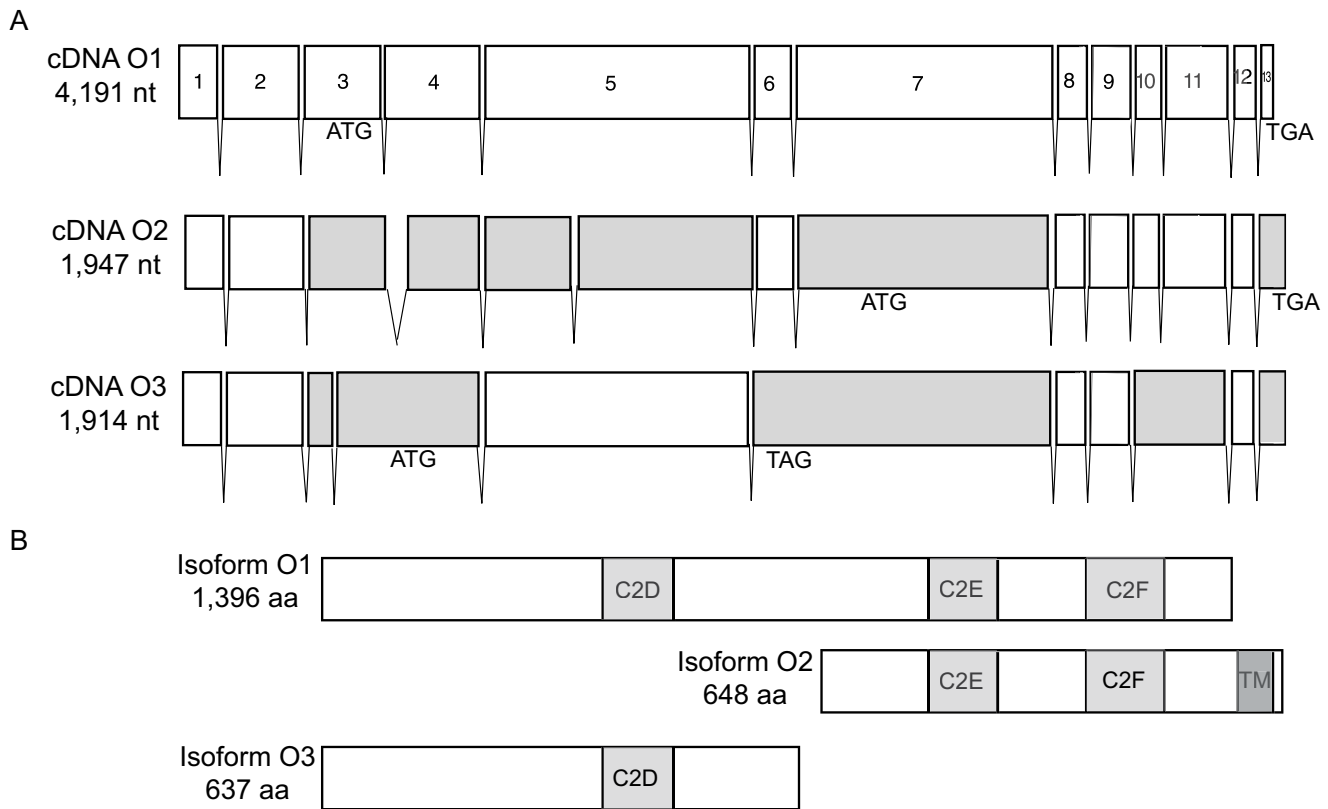 A
cDNA O1
4,191 nt
1 2 3 4 5 6 7 8 9 10 11 12 13
ATG
TGA
cDNA O2
1,947 nt
ATG
TGA
cDNA O3
1,914 nt
ATG
TAG
B
Isoform O1
1,396 aa
C2D C2E C2F
Isoform O2
648 aa
C2E C2F TM
Isoform O3
637 aa
C2D